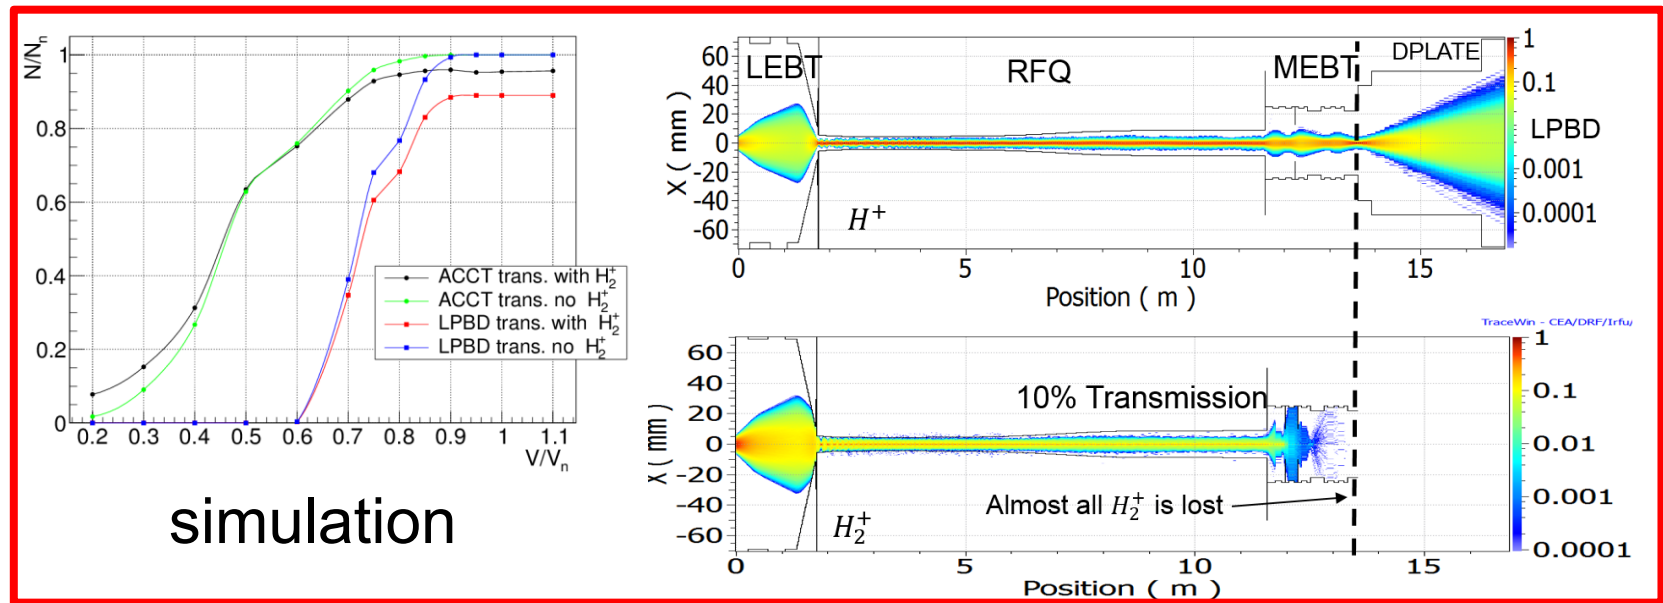 N/Nₙ
1
0.8
0.6
0.4
0.2
0
0.2 0.3 0.4 0.5 0.6 0.7 0.8 0.9 1 1.1
V/Vₙ
ACCT trans. with H₂⁺
ACCT trans. no H₂⁺
LPBD trans. with H₂⁺
LPBD trans. no H₂⁺
simulation
X ( mm )
60
40
20
0
-20
-40
-60
LEBT
RFQ
MEBT
DPLATE
LPBD
H⁺
0 5 10 15
Position ( m )
1
0.1
0.01
0.001
0.0001
TraceWin - CEA/DRF/Irfu/
X ( mm )
60
40
20
0
-20
-40
-60
10% Transmission
Almost all H₂⁺ is lost
H₂⁺
0 5 10 15
Position ( m )
1
0.1
0.01
0.001
0.0001